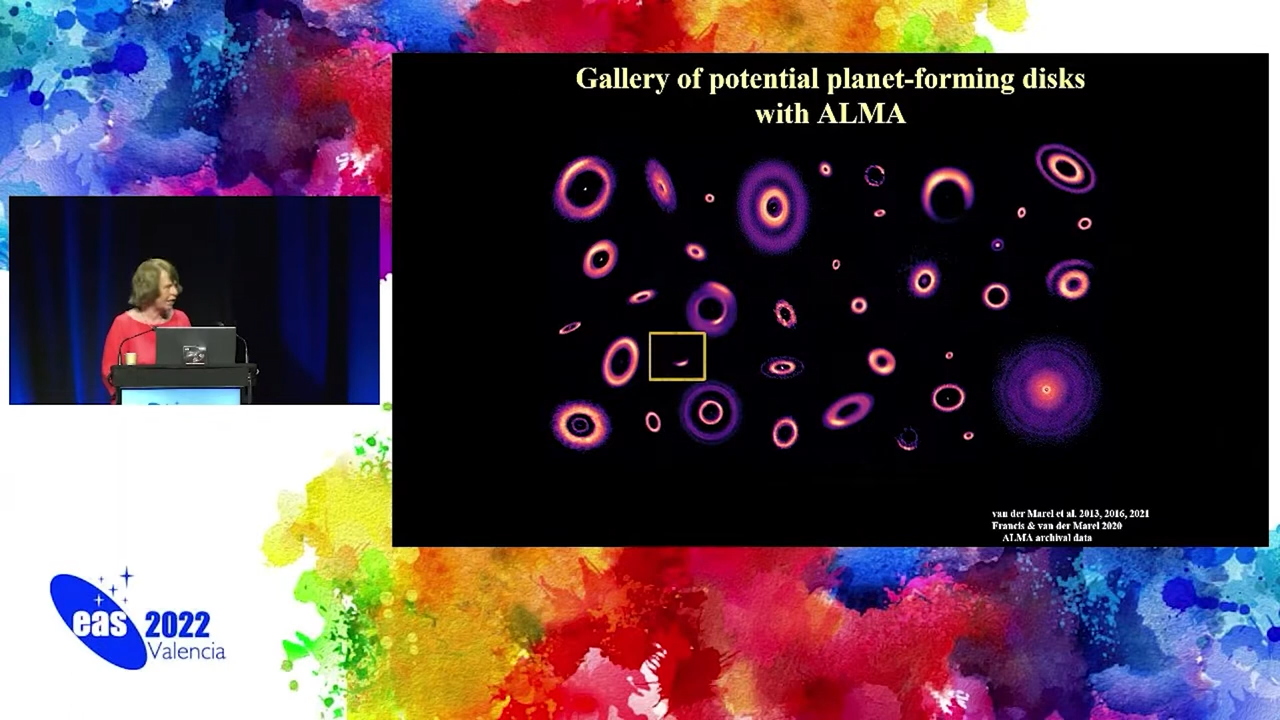 Gallery of potential planet-forming disks
with ALMA
van der Marel et al. 2013, 2016, 2021
Francis & van der Marel 2020
ALMA archival data
eas 2022
Valencia